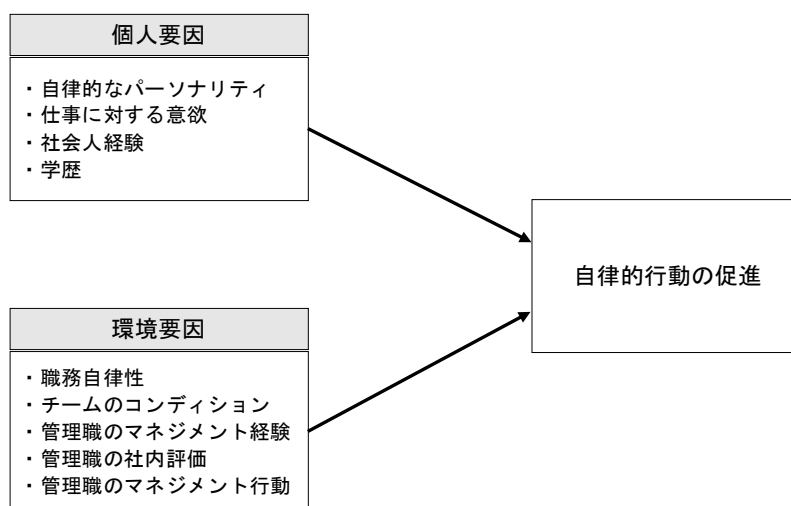 個人要因
・自律的なパーソナリティ
・仕事に対する意欲
・社会人経験
・学歴
自律的行動の促進
環境要因
・職務自律性
・チームのコンディション
・管理職のマネジメント経験
・管理職の社内評価
・管理職のマネジメント行動